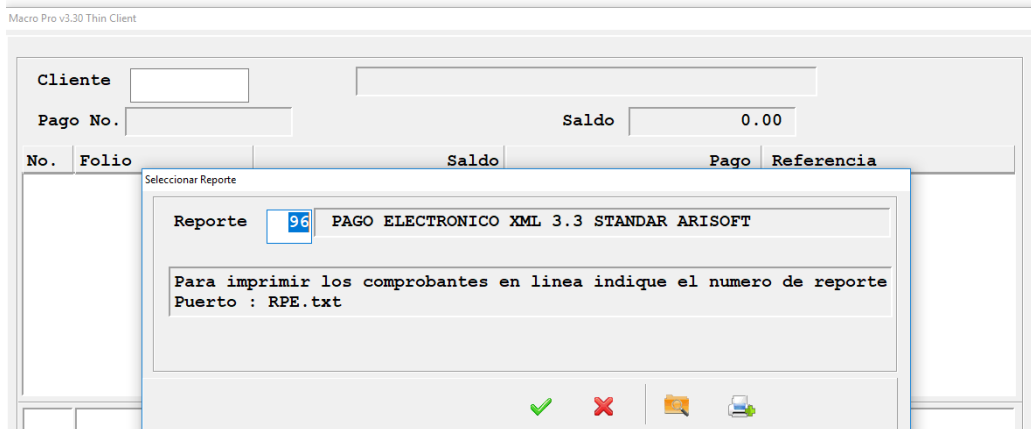 Macro Pro v3.30 Thin Client
Cliente
Pago No. Saldo 0.00
No. Folio Saldo Pago Referencia
Seleccionar Reporte
Reporte 96 PAGO ELECTRONICO XML 3.3 STANDAR ARISOFT
Para imprimir los comprobantes en linea indique el numero de reporte
Puerto : RPE.txt